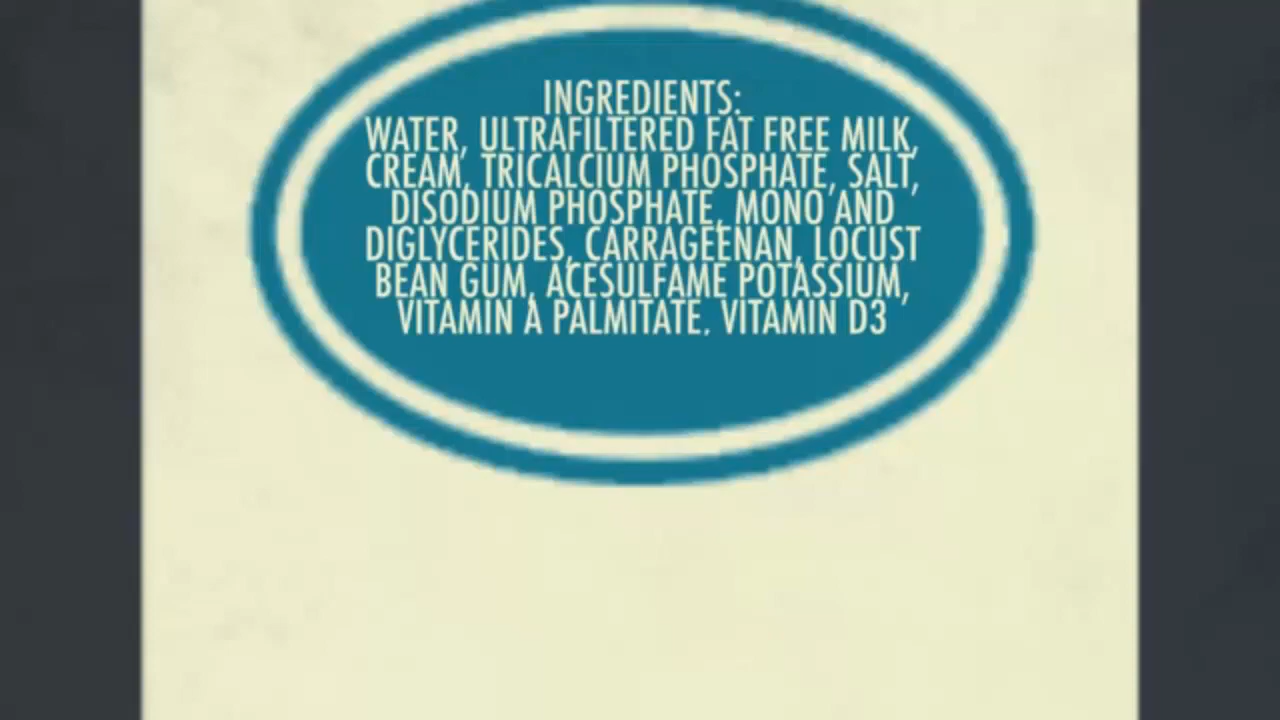 INGREDIENTS:
WATER, ULTRAFILTERED FAT FREE MILK,
CREAM, TRICALCIUM PHOSPHATE, SALT,
DISODIUM PHOSPHATE, MONO AND
DIGLYCERIDES, CARRAGEENAN, LOCUST
BEAN GUM, ACESULFAME POTASSIUM,
VITAMIN A PALMITATE. VITAMIN D3